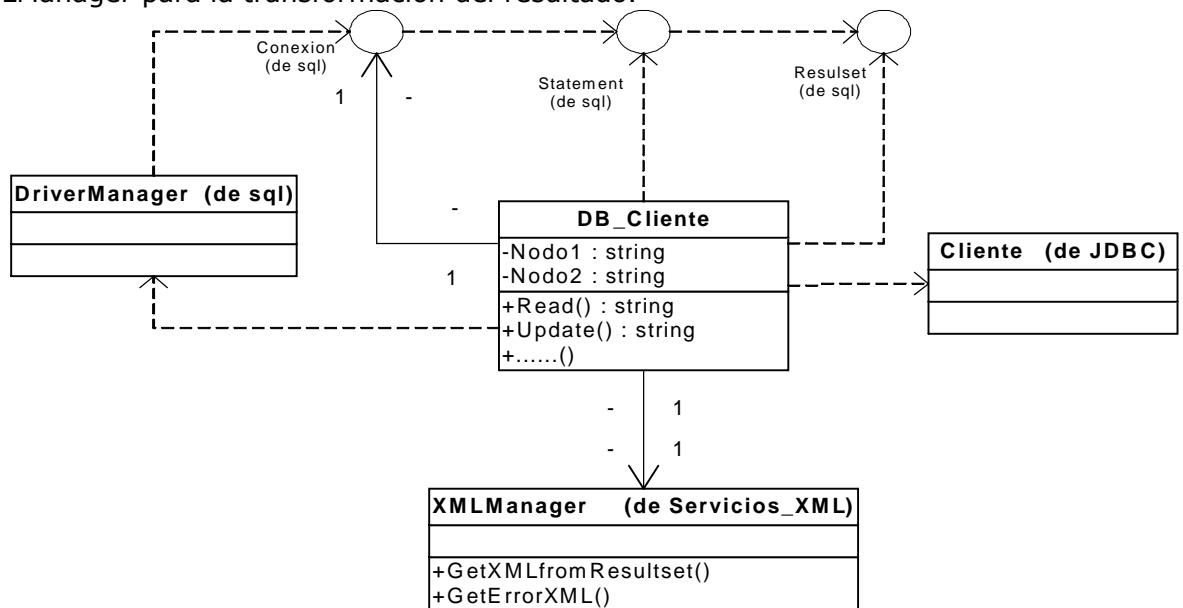 LManager para la transformación del resultado.
Conexion
(de sql)
Statement
(de sql)
Resulset
(de sql)
1 -
DriverManager (de sql)
-
1
DB_Cliente
-Nodo1 : string
-Nodo2 : string
+Read() : string
+Update() : string
+......()
Cliente (de JDBC)
- 1
- 1
XMLManager (de Servicios_XML)
+GetXMLfromResultset()
+GetErrorXML()